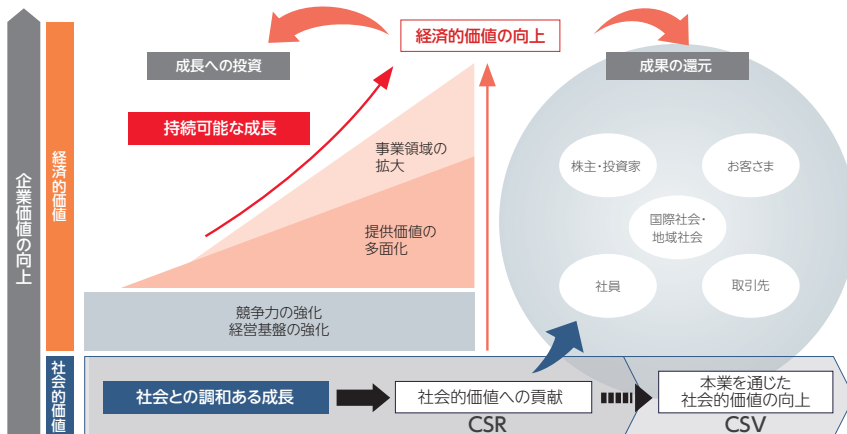 企業価値の向上
経済的価値
社会的価値
経済的価値の向上
成長への投資
成果の還元
持続可能な成長
事業領域の
拡大
提供価値の
多面化
競争力の強化
経営基盤の強化
株主・投資家
お客さま
国際社会・
地域社会
社員
取引先
社会との調和ある成長
社会的価値への貢献
CSR
本業を通じた
社会的価値の向上
CSV